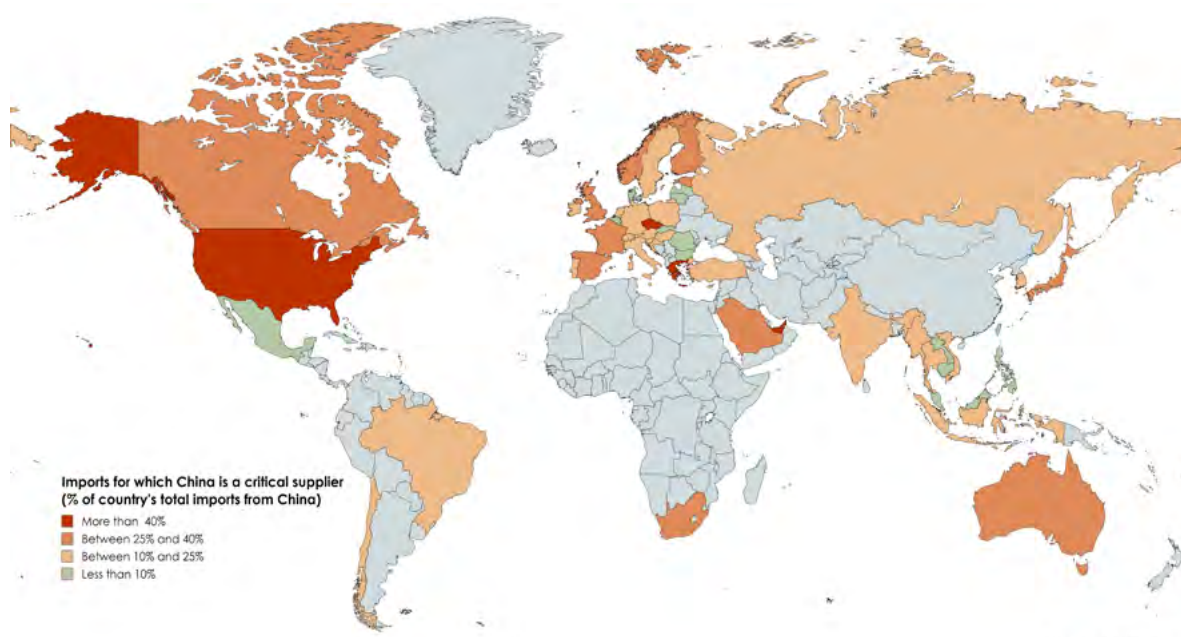 Imports for which China is a critical supplier
(% of country's total imports from China)
More than 40%
Between 25% and 40%
Between 10% and 25%
Less than 10%